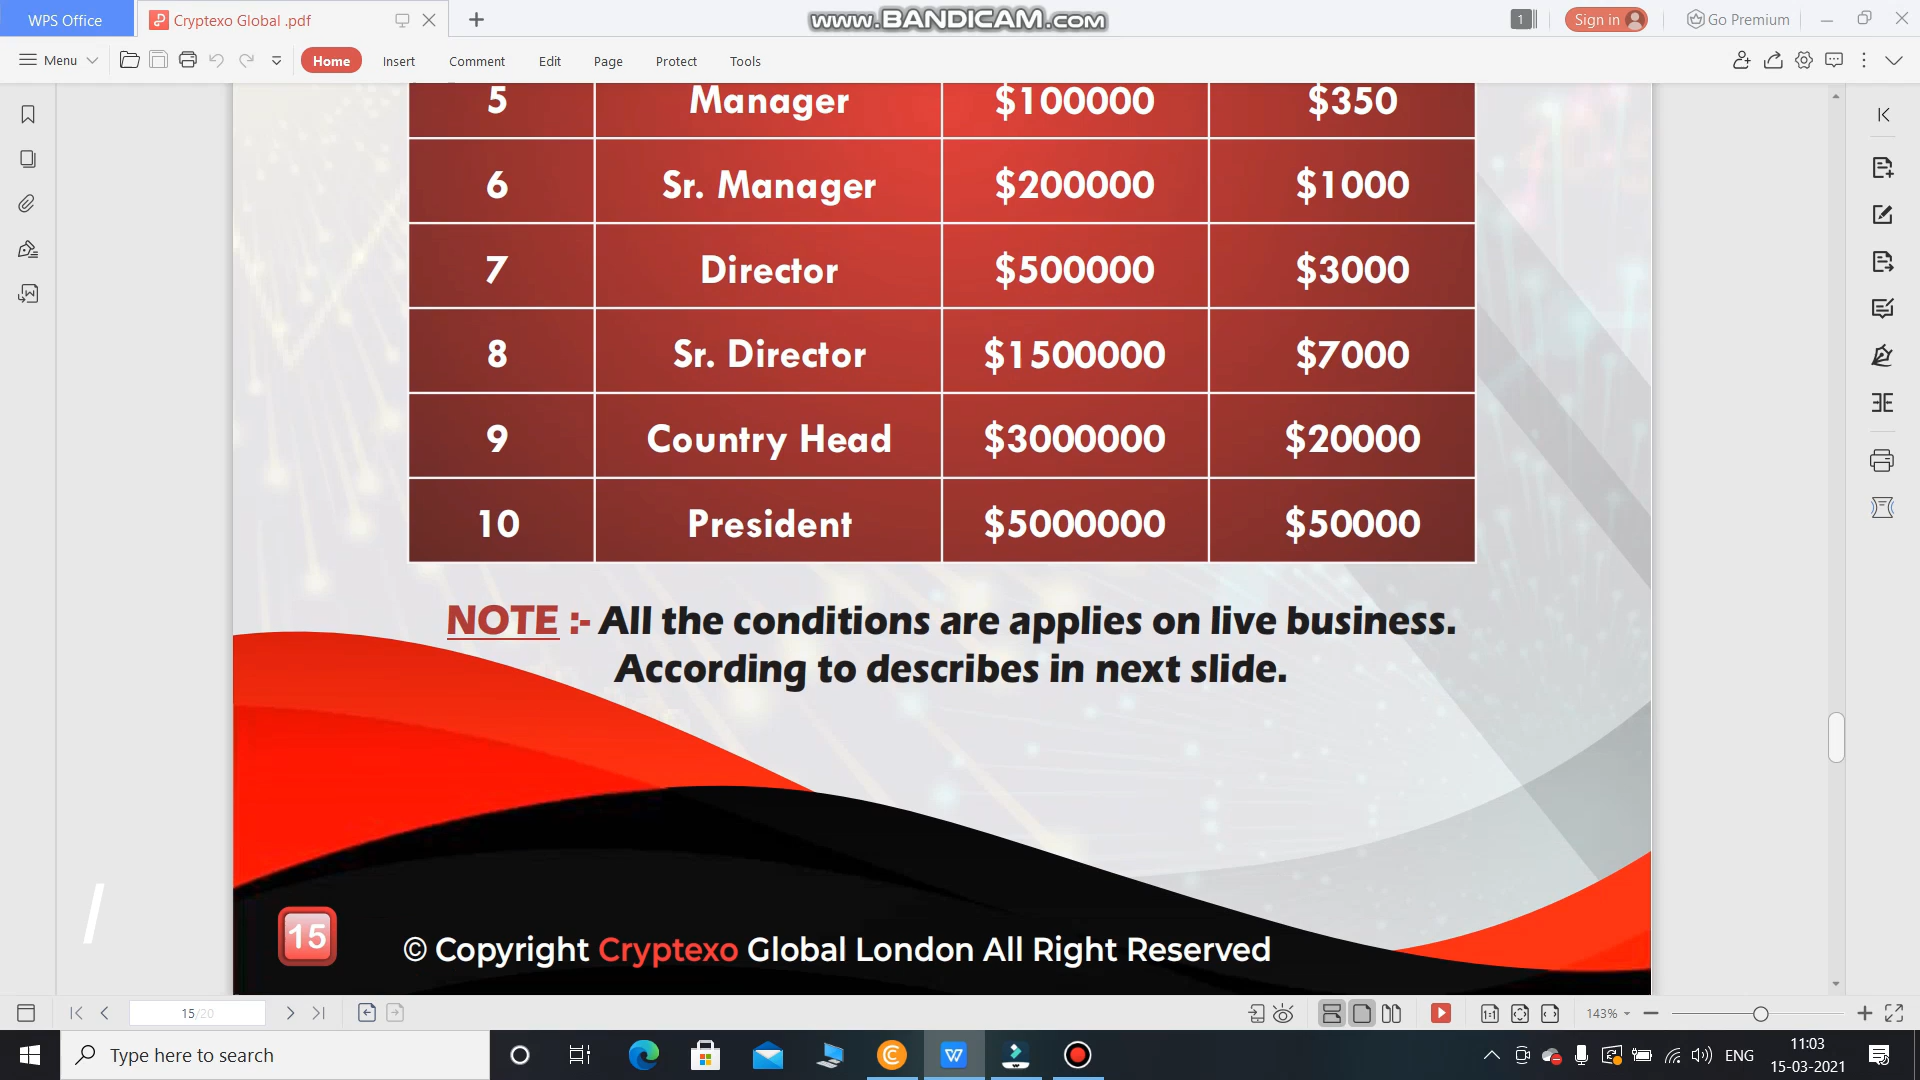 www.BANDICAM.com
WPS Office
Cryptexo Global .pdf
1
Sign in
Go Premium
Menu
Home
Insert
Comment
Edit
Page
Protect
Tools
5 Manager $100000 $350
6 Sr. Manager $200000 $1000
7 Director $500000 $3000
8 Sr. Director $1500000 $7000
9 Country Head $3000000 $20000
10 President $5000000 $50000
NOTE :- All the conditions are applies on live business.
According to describes in next slide.
15
© Copyright Cryptexo Global London All Right Reserved
15/20
1:1
143%
Type here to search
ENG
11:03
15-03-2021